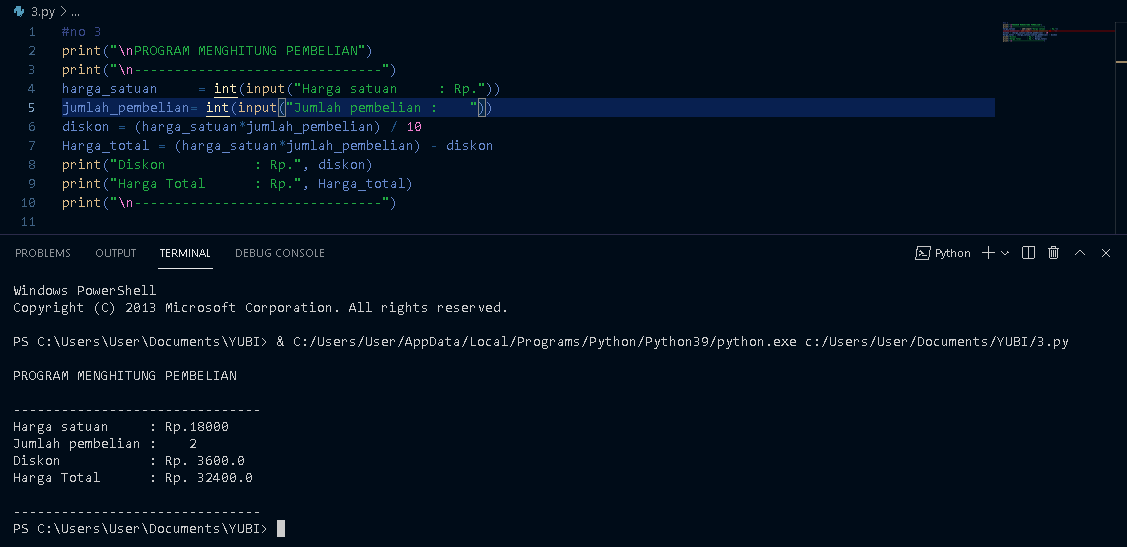 3.py > ...
1 #no 3
2 print("\nPROGRAM MENGHITUNG PEMBELIAN")
3 print("\n-------------------------------")
4 harga_satuan     = int(input("Harga satuan     : Rp."))
5 jumlah_pembelian= int(input("Jumlah pembelian :    "))
6 diskon = (harga_satuan*jumlah_pembelian) / 10
7 Harga_total = (harga_satuan*jumlah_pembelian) - diskon
8 print("Diskon           : Rp.", diskon)
9 print("Harga Total      : Rp.", Harga_total)
10 print("\n-------------------------------")
11
PROBLEMS OUTPUT TERMINAL DEBUG CONSOLE Python
Windows PowerShell
Copyright (C) 2013 Microsoft Corporation. All rights reserved.
PS C:\Users\User\Documents\YUBI> & C:/Users/User/AppData/Local/Programs/Python/Python39/python.exe c:/Users/User/Documents/YUBI/3.py
PROGRAM MENGHITUNG PEMBELIAN
-------------------------------
Harga satuan     : Rp.18000
Jumlah pembelian :    2
Diskon           : Rp. 3600.0
Harga Total      : Rp. 32400.0
-------------------------------
PS C:\Users\User\Documents\YUBI>